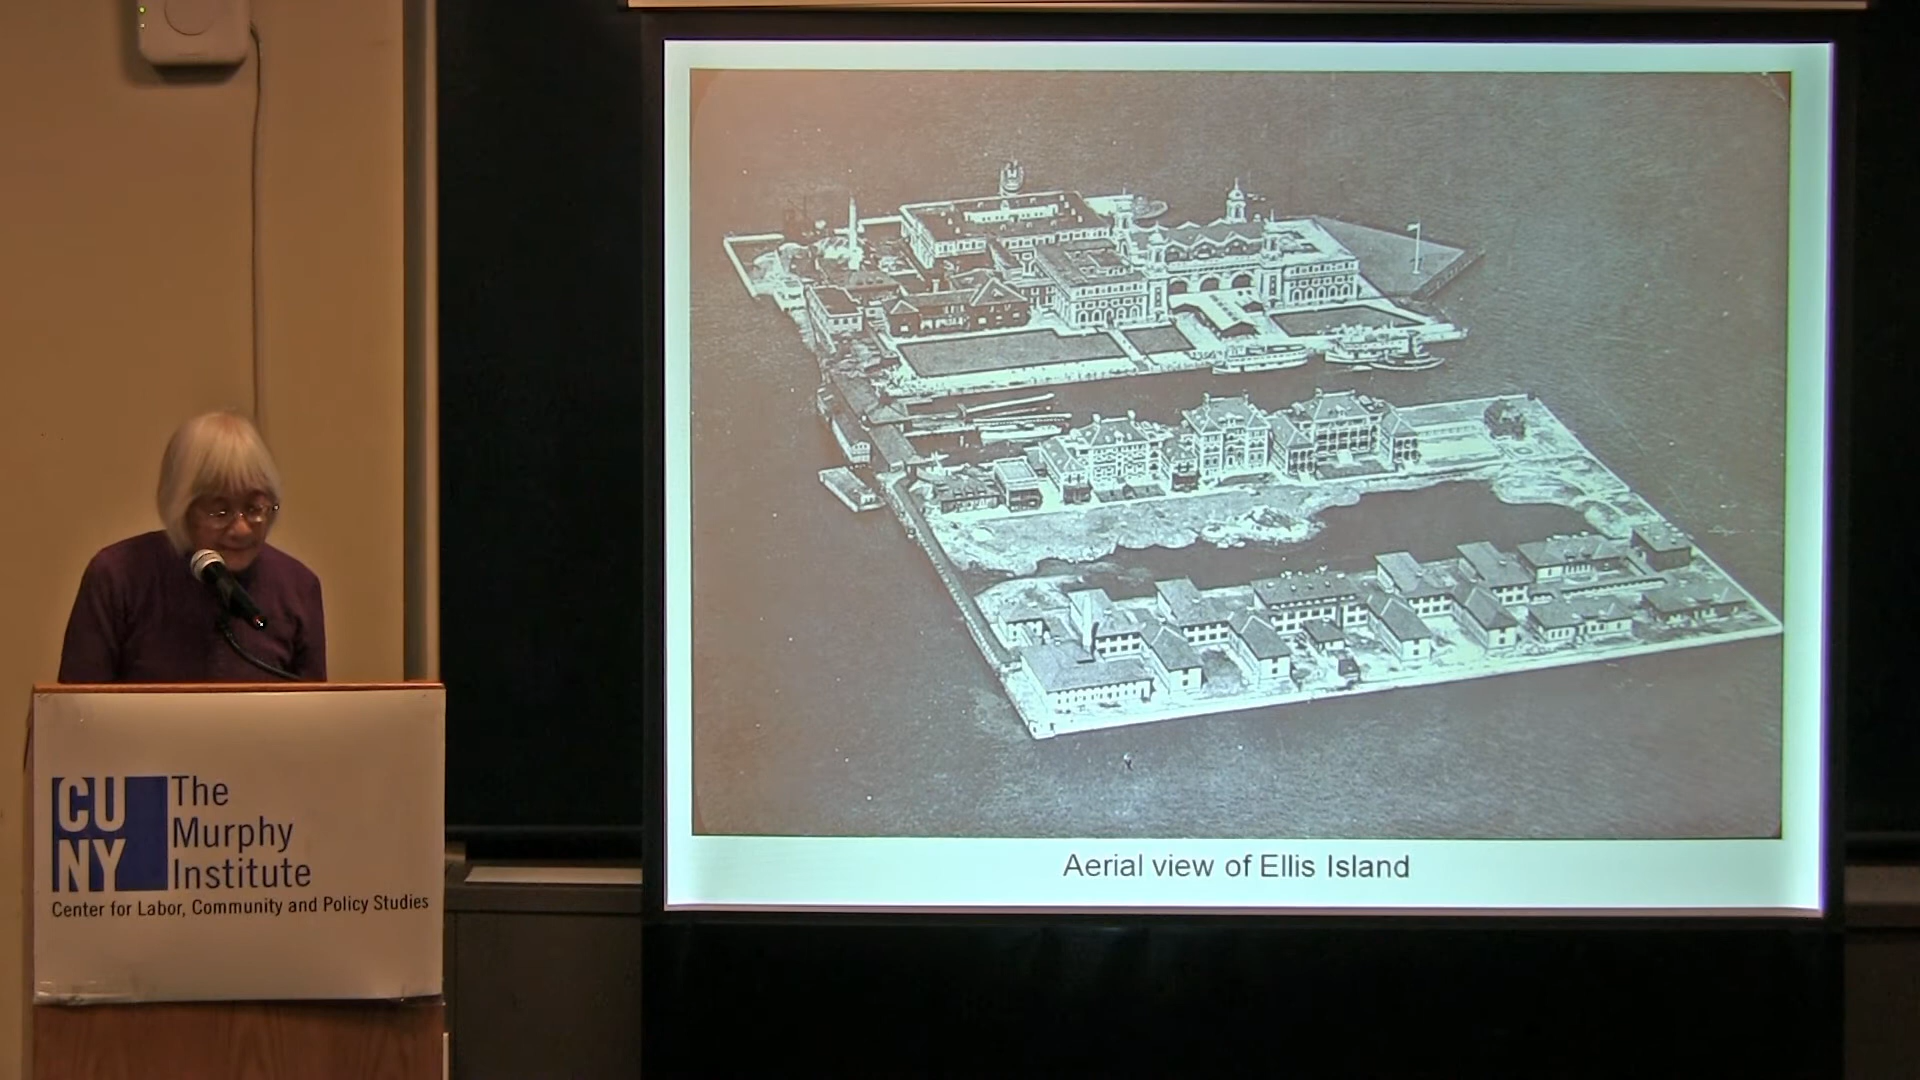 Aerial view of Ellis Island
CU
NY
The
Murphy
Institute
Center for Labor, Community and Policy Studies